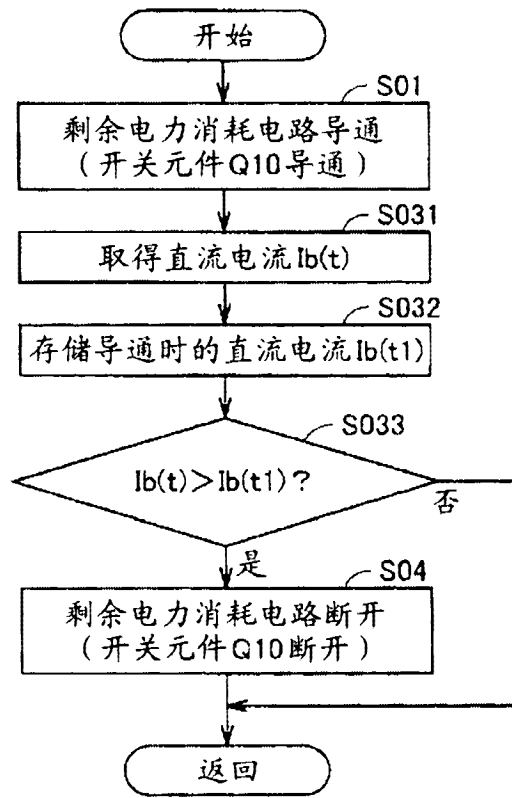 开始
S01
剩余电力消耗电路导通
(开关元件Q10导通)
S031
取得直流电流Ib(t)
S032
存储导通时的直流电流Ib(t1)
S033
Ib(t)>Ib(t1)?
否
是
S04
剩余电力消耗电路断开
(开关元件Q10断开)
返回